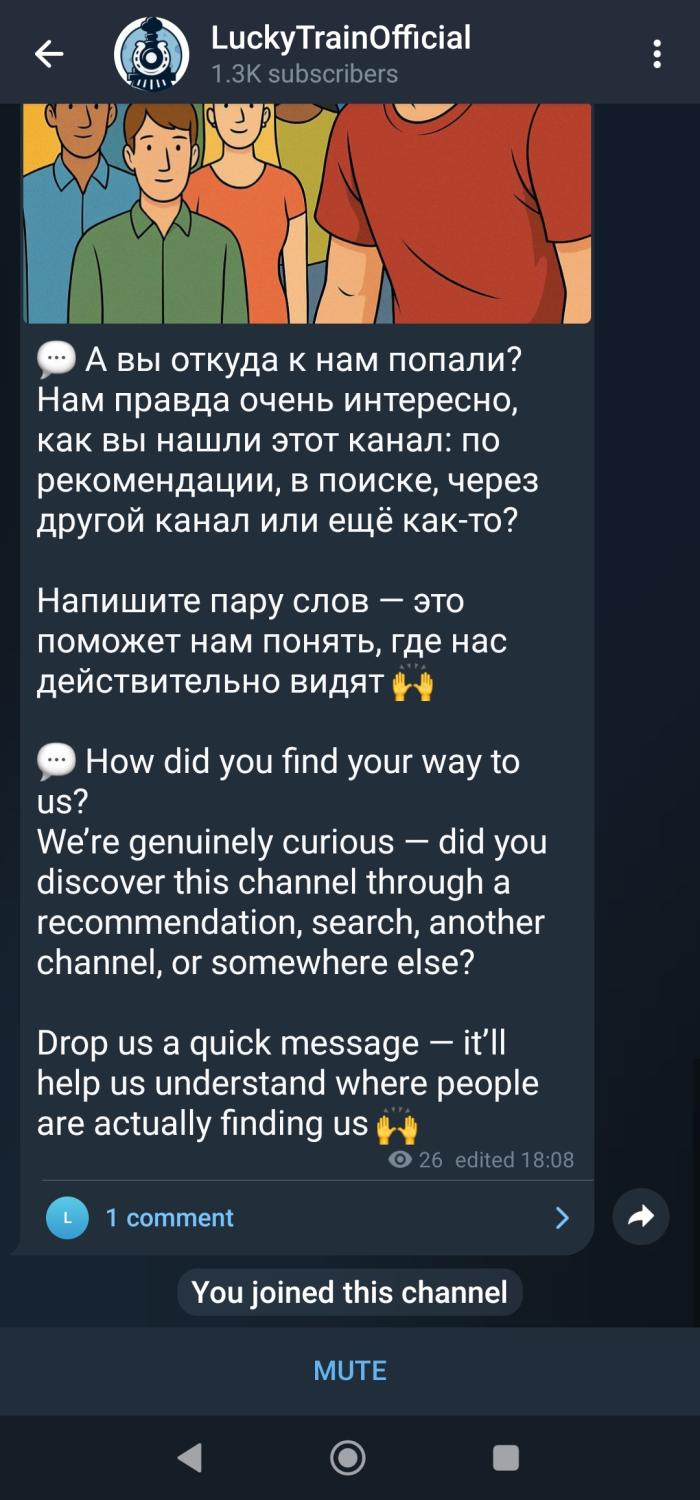 LuckyTrainOfficial
1.3K subscribers
💬 А вы откуда к нам попали?
Нам правда очень интересно,
как вы нашли этот канал: по
рекомендации, в поиске, через
другой канал или ещё как-то?
Напишите пару слов — это
поможет нам понять, где нас
действительно видят 🙌
💬 How did you find your way to
us?
We’re genuinely curious — did you
discover this channel through a
recommendation, search, another
channel, or somewhere else?
Drop us a quick message — it’ll
help us understand where people
are actually finding us 🙌
26 edited 18:08
L 1 comment
You joined this channel
MUTE